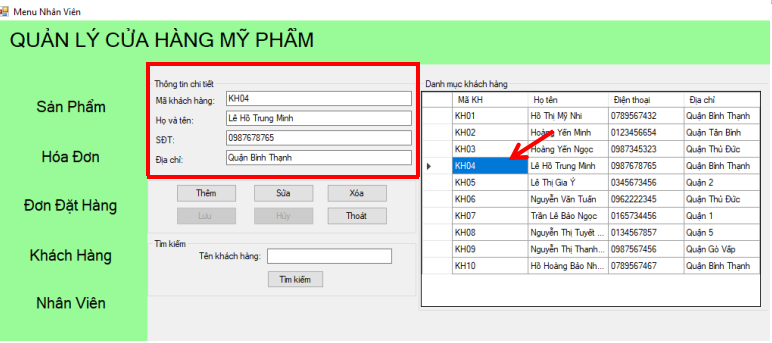 Menu Nhân Viên
QUẢN LÝ CỬA HÀNG MỸ PHẨM
Sản Phẩm
Hóa Đơn
Đơn Đặt Hàng
Khách Hàng
Nhân Viên
Thông tin chi tiết
Mã khách hàng: KH04
Họ và tên: Lê Hồ Trung Minh
SĐT: 0987678765
Địa chỉ: Quận Bình Thạnh
Thêm Sửa Xóa
Lưu Hủy Thoát
Tìm kiếm
Tên khách hàng:
Tìm kiếm
Danh mục khách hàng
Mã KH Họ tên Điện thoại Địa chỉ
KH01 Hồ Thị Mỹ Nhi 0789567432 Quận Bình Thạnh
KH02 Hoàng Yến Minh 0123456654 Quận Tân Bình
KH03 Hoàng Yến Ngọc 0987345323 Quận Thủ Đức
KH04 Lê Hồ Trung Minh 0987678765 Quận Bình Thạnh
KH05 Lê Thị Gia Ý 0345673456 Quận 2
KH06 Nguyễn Văn Tuấn 0962222345 Quận Thủ Đức
KH07 Trần Lê Bảo Ngọc 0165734456 Quận 1
KH08 Nguyễn Thị Tuyết ... 0134567857 Quận 5
KH09 Nguyễn Thị Thanh... 0987567456 Quận Gò Vấp
KH10 Hồ Hoàng Bảo Nh... 0789567467 Quận Bình Thạnh